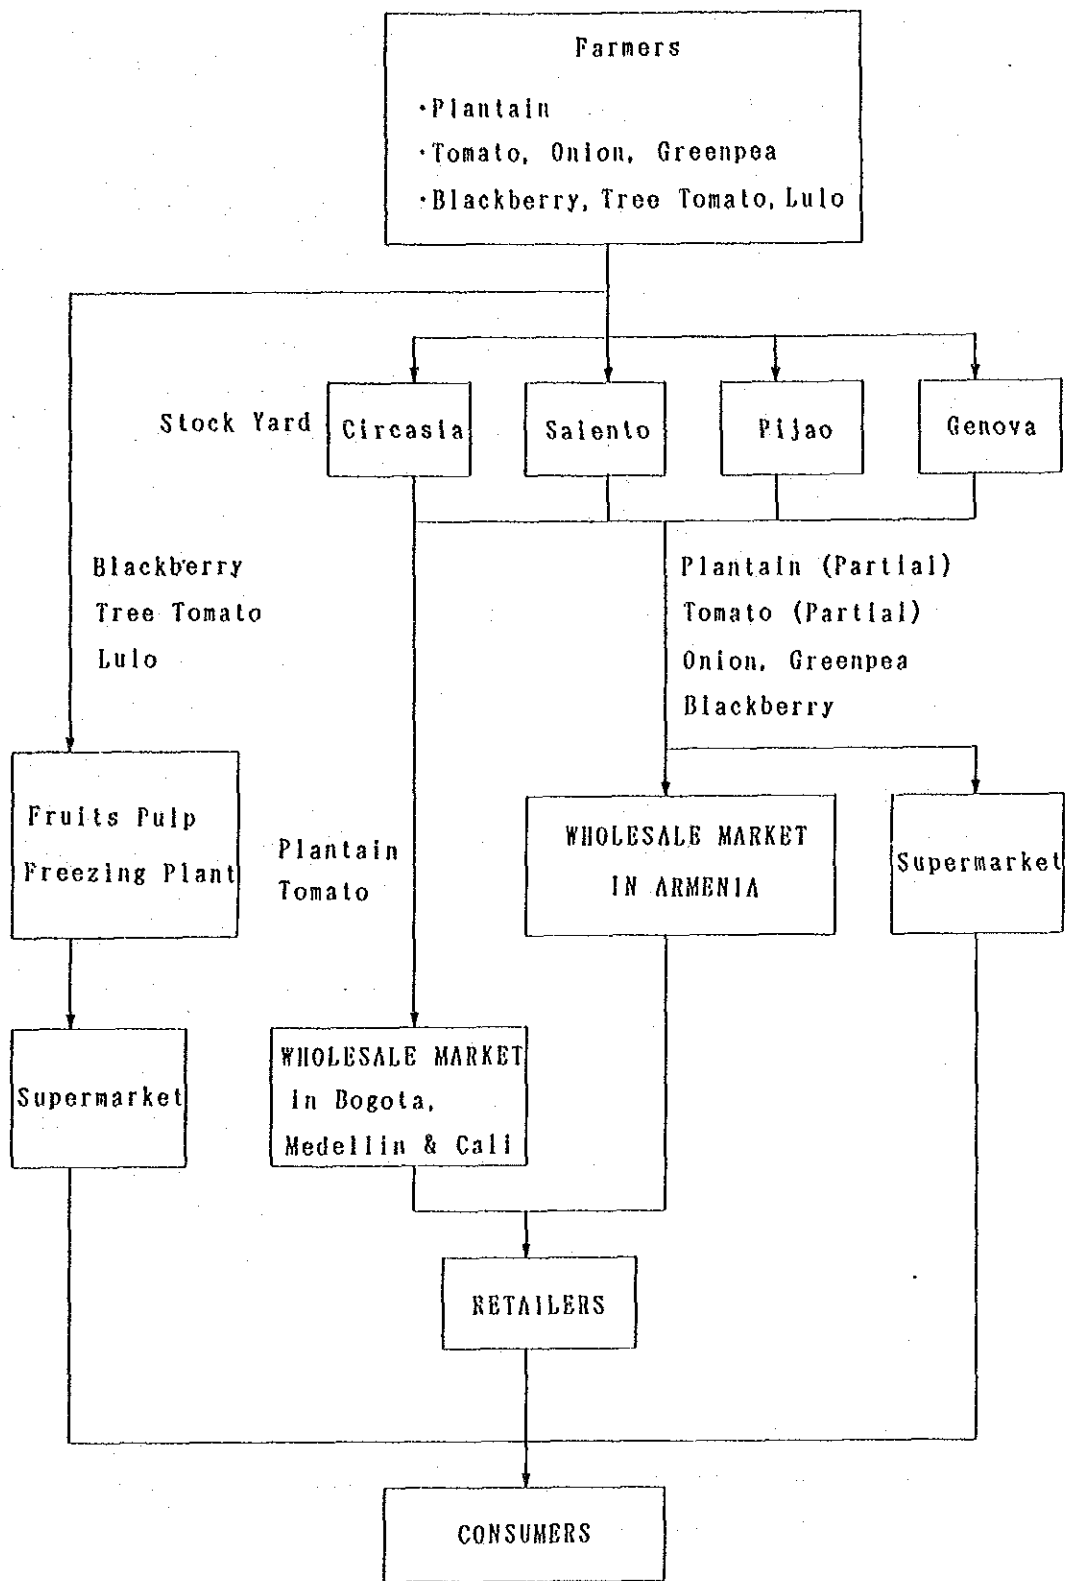 Farmers
・Plantain
・Tomato, Onion, Greenpea
・Blackberry, Tree Tomato, Lulo
Stock Yard
Circasia
Salento
Pijao
Genova
Blackberry
Tree Tomato
Lulo
Plantain (Partial)
Tomato (Partial)
Onion, Greenpea
Blackberry
Fruits Pulp
Freezing Plant
Plantain
Tomato
WHOLESALE MARKET
IN ARMENIA
Supermarket
Supermarket
WHOLESALE MARKET
in Bogota,
Medellin & Cali
RETAILERS
CONSUMERS